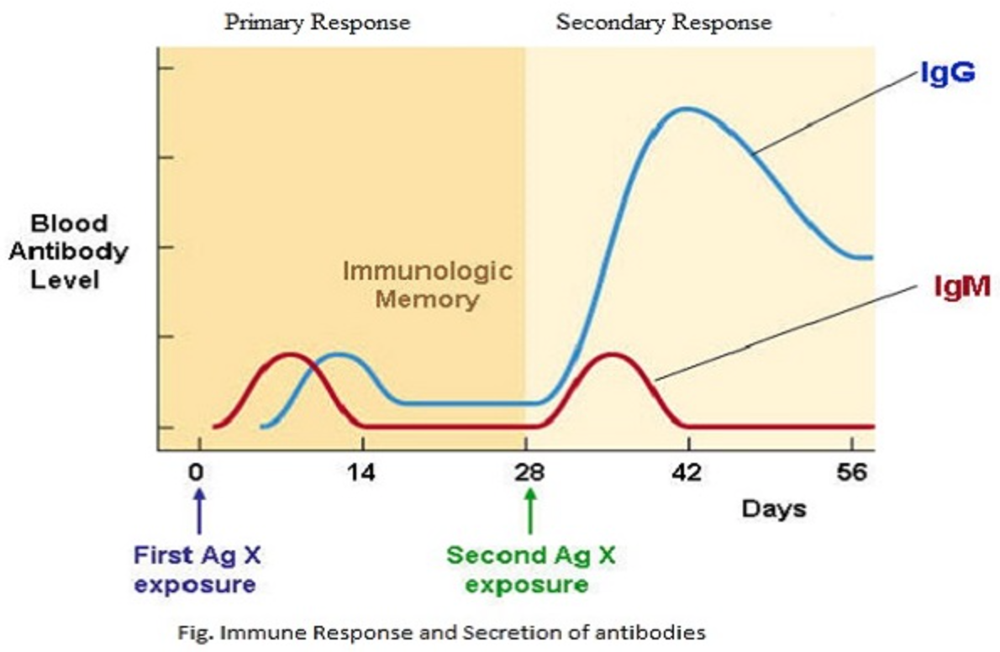 Primary Response
Secondary Response
IgG
Blood
Antibody
Level
Immunologic
Memory
IgM
0
14
28
42
56
Days
First Ag X
exposure
Second Ag X
exposure
Fig. Immune Response and Secretion of antibodies